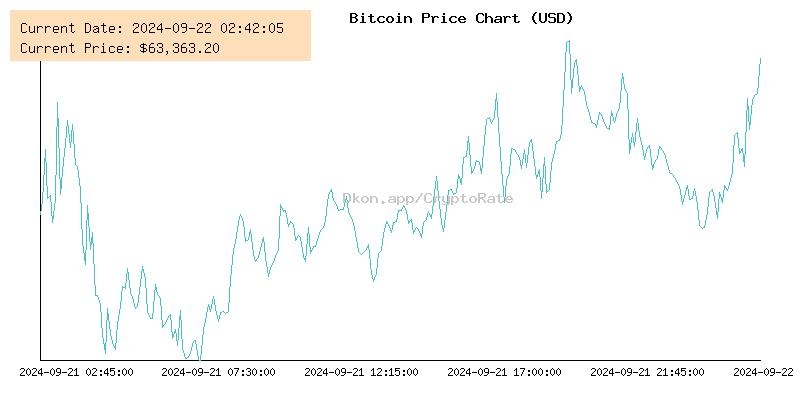 Bitcoin Price Chart (USD)
Current Date: 2024-09-22 02:42:05
Current Price: $63,363.20
Dkon.app/CryptoRate
2024-09-21 02:45:00 2024-09-21 07:30:00 2024-09-21 12:15:00 2024-09-21 17:00:00 2024-09-21 21:45:00 2024-09-22